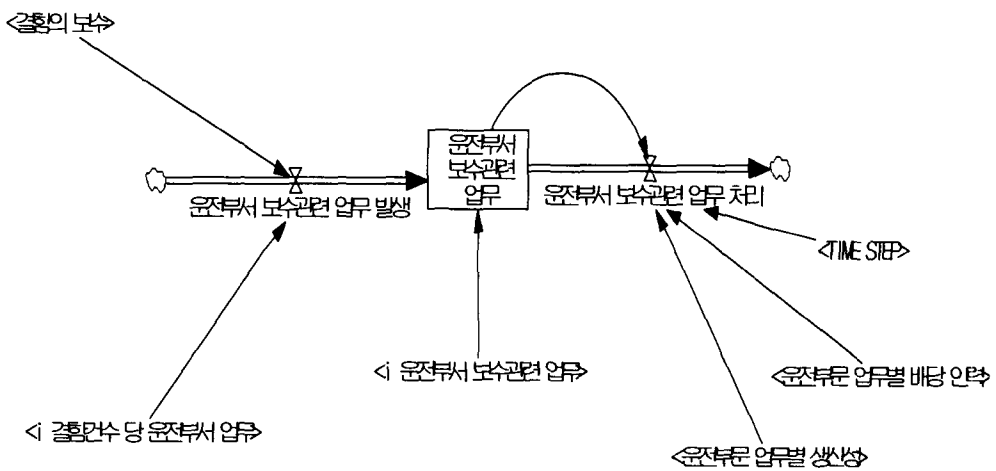 <결함의 보수>
운전부서
보수관련
업무
운전부서 보수관련 업무 발생
운전부서 보수관련 업무 처리
<TIME STEP>
<i 운전부서 보수관련 업무>
<운전부문 업무별 배당 인력>
<i 결함건수 당 운전부서 업무>
<운전부문 업무별 생산성>